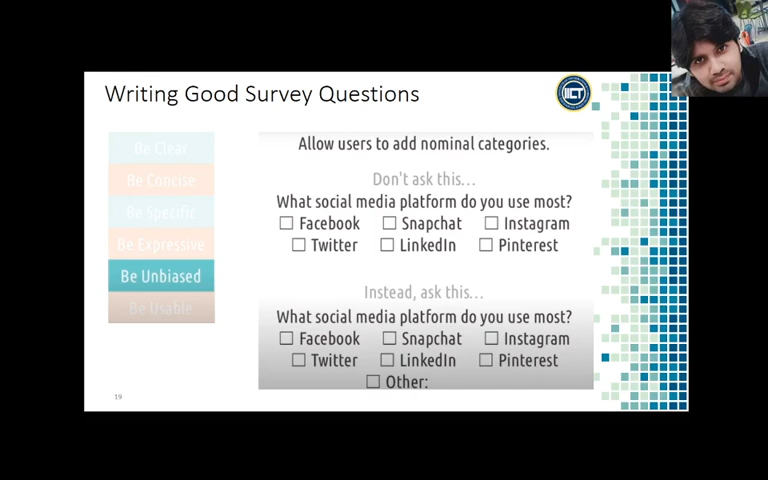 Writing Good Survey Questions
IICT
Be Clear
Be Concise
Be Specific
Be Expressive
Be Unbiased
Be Usable
Allow users to add nominal categories.
Don't ask this...
What social media platform do you use most?
☐ Facebook ☐ Snapchat ☐ Instagram
☐ Twitter ☐ LinkedIn ☐ Pinterest
Instead, ask this...
What social media platform do you use most?
☐ Facebook ☐ Snapchat ☐ Instagram
☐ Twitter ☐ LinkedIn ☐ Pinterest
☐ Other:
19